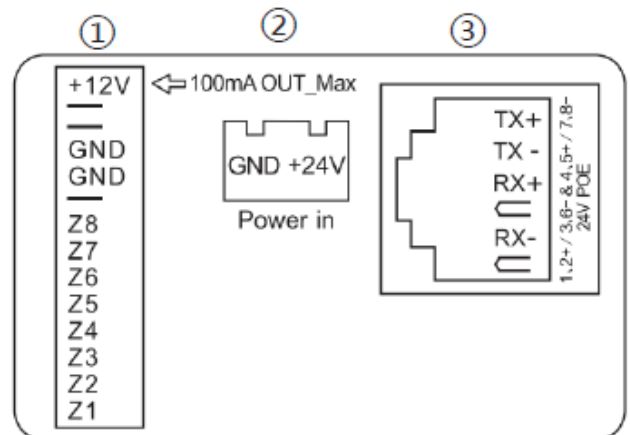 ① ② ③
+12V
100mA OUT_Max
GND
GND
Z8
Z7
Z6
Z5
Z4
Z3
Z2
Z1
GND +24V
Power in
TX+
TX -
RX+
RX-
1.2+ / 3.6- & 4.5+ / 7.8-
24V POE